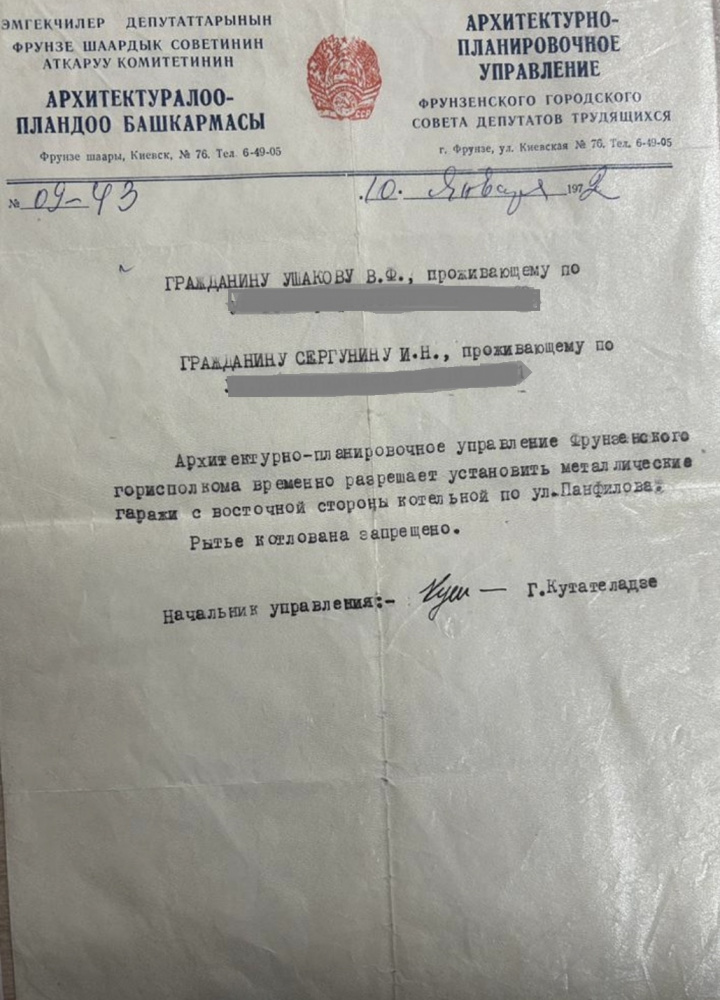 ЭМГЕКЧИЛЕР ДЕПУТАТТАРЫНЫН
ФРУНЗЕ ШААРДЫК СОВЕТИНИН
АТКАРУУ КОМИТЕТИНИН
АРХИТЕКТУРАЛОО-
ПЛАНДОО БАШКАРМАСЫ
Фрунзе шаары, Киевск, № 76. Тел. 6-49-05
АРХИТЕКТУРНО-
ПЛАНИРОВОЧНОЕ
УПРАВЛЕНИЕ
ФРУНЗЕНСКОГО ГОРОДСКОГО
СОВЕТА ДЕПУТАТОВ ТРУДЯЩИХСЯ
г. Фрунзе, ул. Киевская № 76, Тел. 6-49-05
№ 09-43
10. Января 1972
ГРАЖДАНИНУ УШАКОВУ В.Ф., проживающему по
ГРАЖДАНИНУ СЕРГУНИНУ И.Н., проживающему по
Архитектурно-планировочное управление Фрунзенского
горисполкома временно разрешает установить металлические
гаражи с восточной стороны котельной по ул.Панфилова.
Рытье котлована запрещено.
Начальник управления:- Г.Кутателадзе